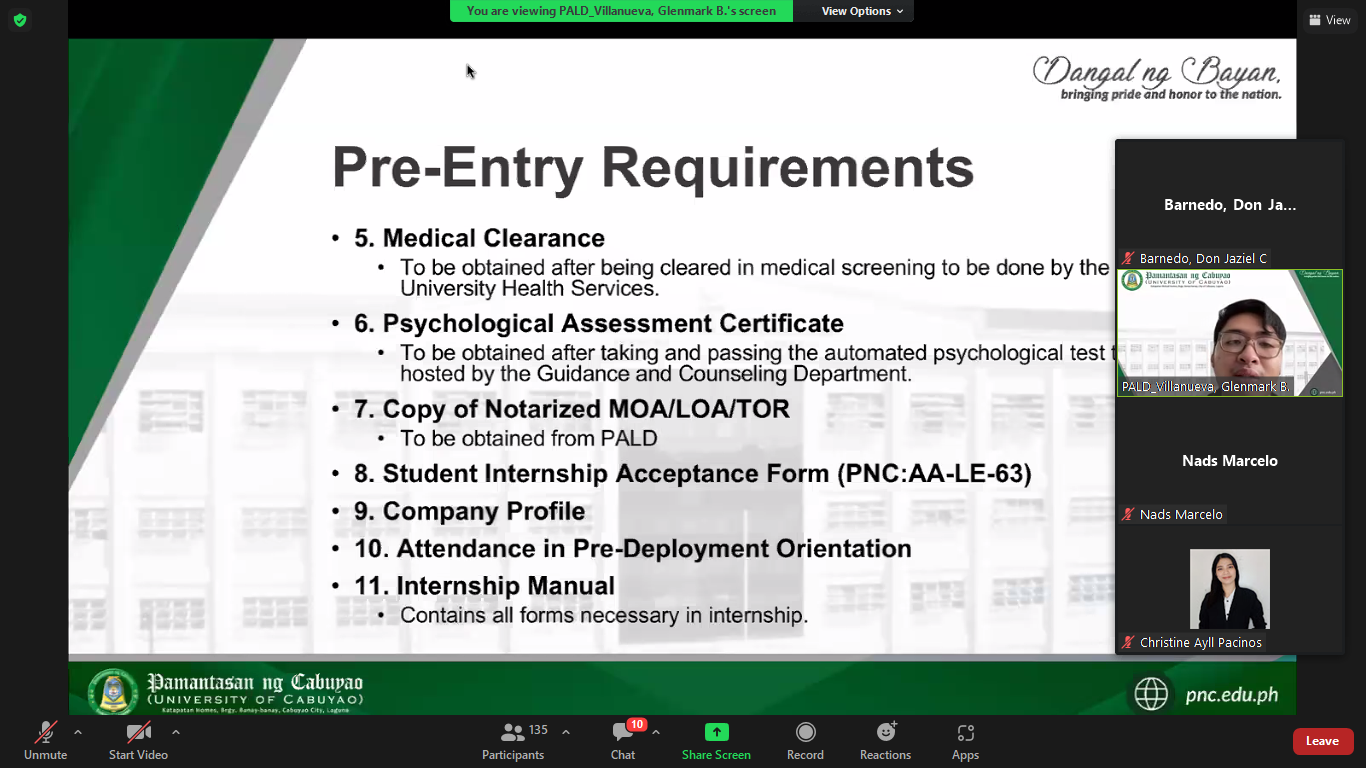 You are viewing PALD_Villanueva, Glenmark B.'s screen
View Options
View
Dangal ng Bayan,
bringing pride and honor to the nation.
Pre-Entry Requirements
• 5. Medical Clearance
• To be obtained after being cleared in medical screening to be done by the
University Health Services.
• 6. Psychological Assessment Certificate
• To be obtained after taking and passing the automated psychological test
hosted by the Guidance and Counseling Department.
• 7. Copy of Notarized MOA/LOA/TOR
• To be obtained from PALD
• 8. Student Internship Acceptance Form (PNC:AA-LE-63)
• 9. Company Profile
• 10. Attendance in Pre-Deployment Orientation
• 11. Internship Manual
• Contains all forms necessary in internship.
Barnedo, Don Ja...
Barnedo, Don Jaziel C
Pamantasan ng Cabuyao
(UNIVERSITY OF CABUYAO)
PALD_Villanueva, Glenmark B.
Nads Marcelo
Nads Marcelo
Christine Ayll Pacinos
Pamantasan ng Cabuyao
(UNIVERSITY OF CABUYAO)
Katapatan Homes, Brgy. Banay-banay, Cabuyao City, Laguna
pnc.edu.ph
Unmute
Start Video
135
Participants
10
Chat
Share Screen
Record
Reactions
Apps
Leave